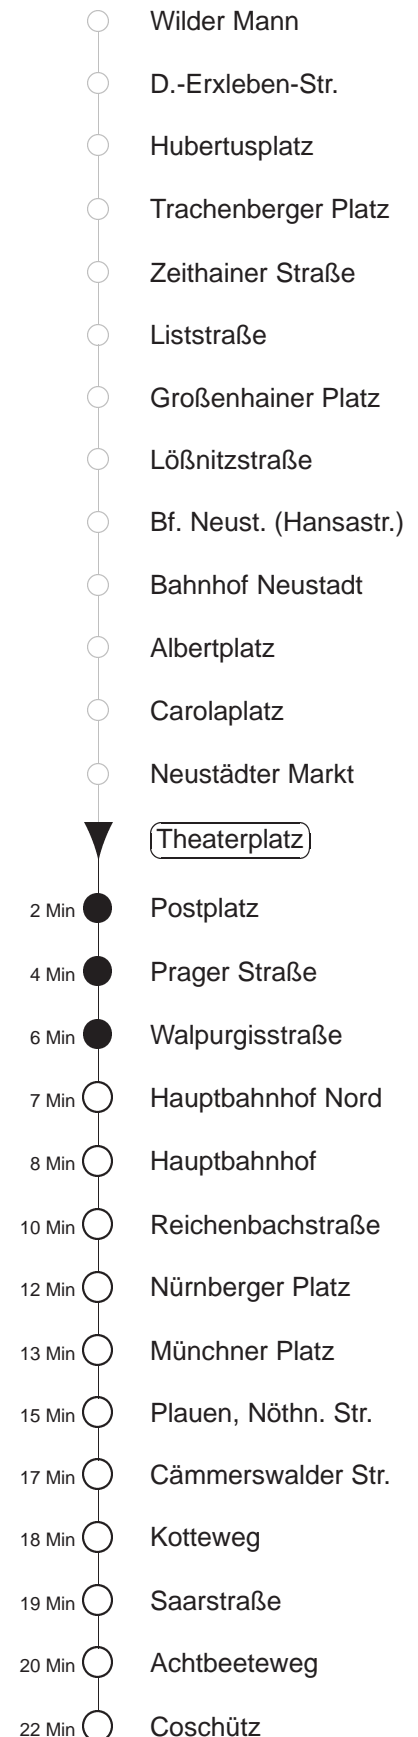 Wilder Mann
D.-Erxleben-Str.
Hubertusplatz
Trachenberger Platz
Zeithainer Straße
Liststraße
Großenhainer Platz
Lößnitzstraße
Bf. Neust. (Hansastr.)
Bahnhof Neustadt
Albertplatz
Carolaplatz
Neustädter Markt
Theaterplatz
2 Min Postplatz
4 Min Prager Straße
6 Min Walpurgisstraße
7 Min Hauptbahnhof Nord
8 Min Hauptbahnhof
10 Min Reichenbachstraße
12 Min Nürnberger Platz
13 Min Münchner Platz
15 Min Plauen, Nöthn. Str.
17 Min Cämmerswalder Str.
18 Min Kotteweg
19 Min Saarstraße
20 Min Achtbeeteweg
22 Min Coschütz